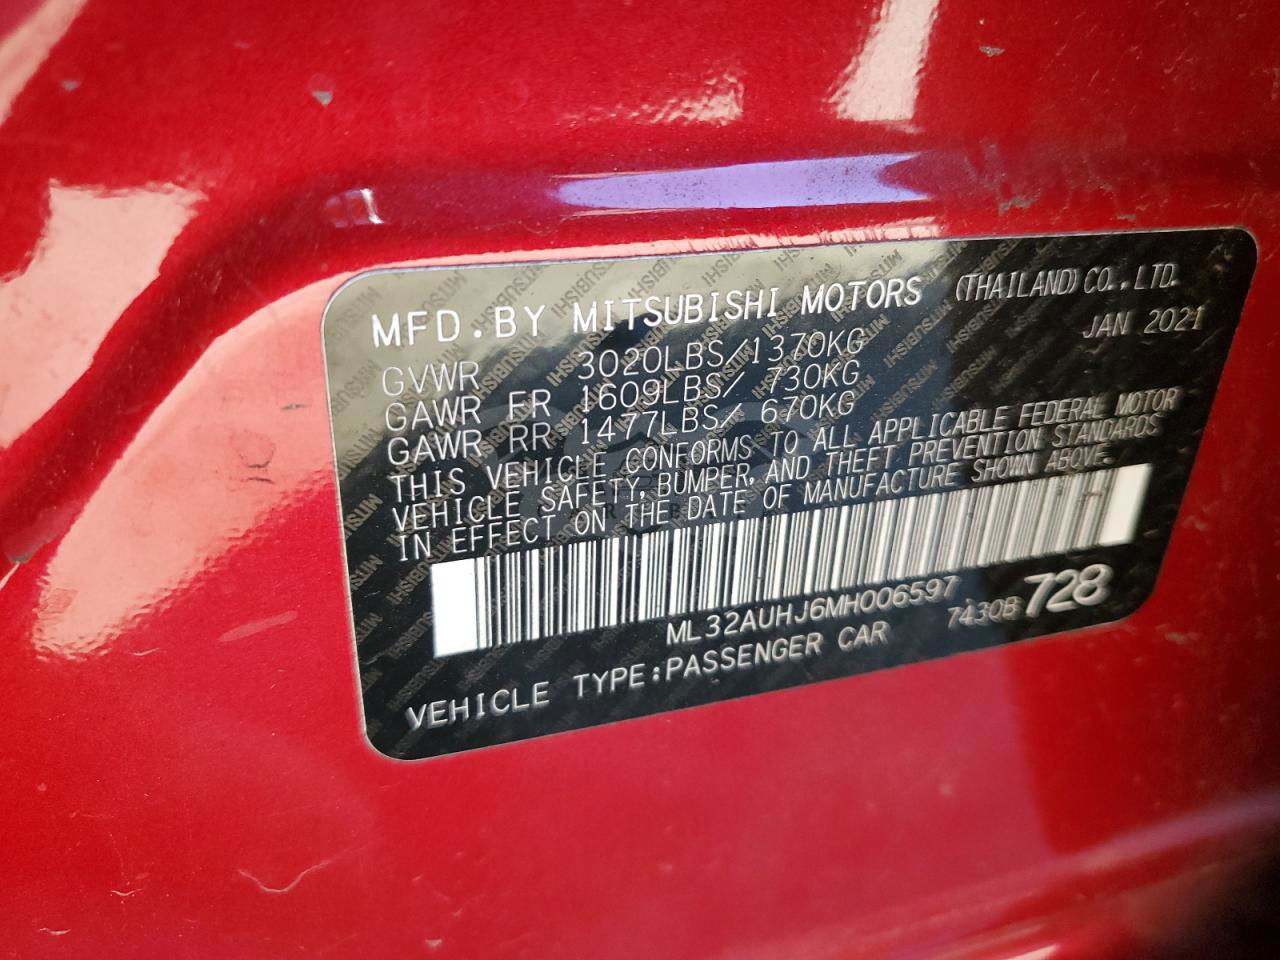 MFD.BY MITSUBISHI MOTORS (THAILAND) CO.,LTD.
JAN 2021
GVWR 3020LBS/1370KG
GAWR FR 1609LBS/ 730KG
GAWR RR 1477LBS/ 670KG
THIS VEHICLE CONFORMS TO ALL APPLICABLE FEDERAL MOTOR
VEHICLE SAFETY, BUMPER, AND THEFT PREVENTION STANDARDS
IN EFFECT ON THE DATE OF MANUFACTURE SHOWN ABOVE.
ML32AUHJ6MH006597
VEHICLE TYPE:PASSENGER CAR 7430B 728